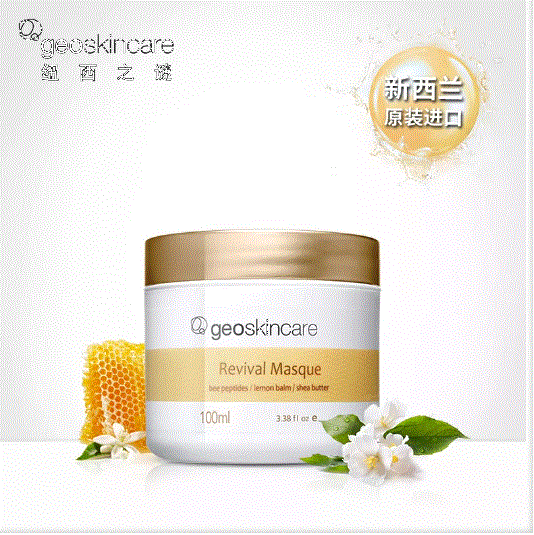 geoskincare
纽西之谜
新西兰
原装进口
geoskincare
Revival Masque
bee peptides / lemon balm / shea butter
100ml 3.38 fl oz e